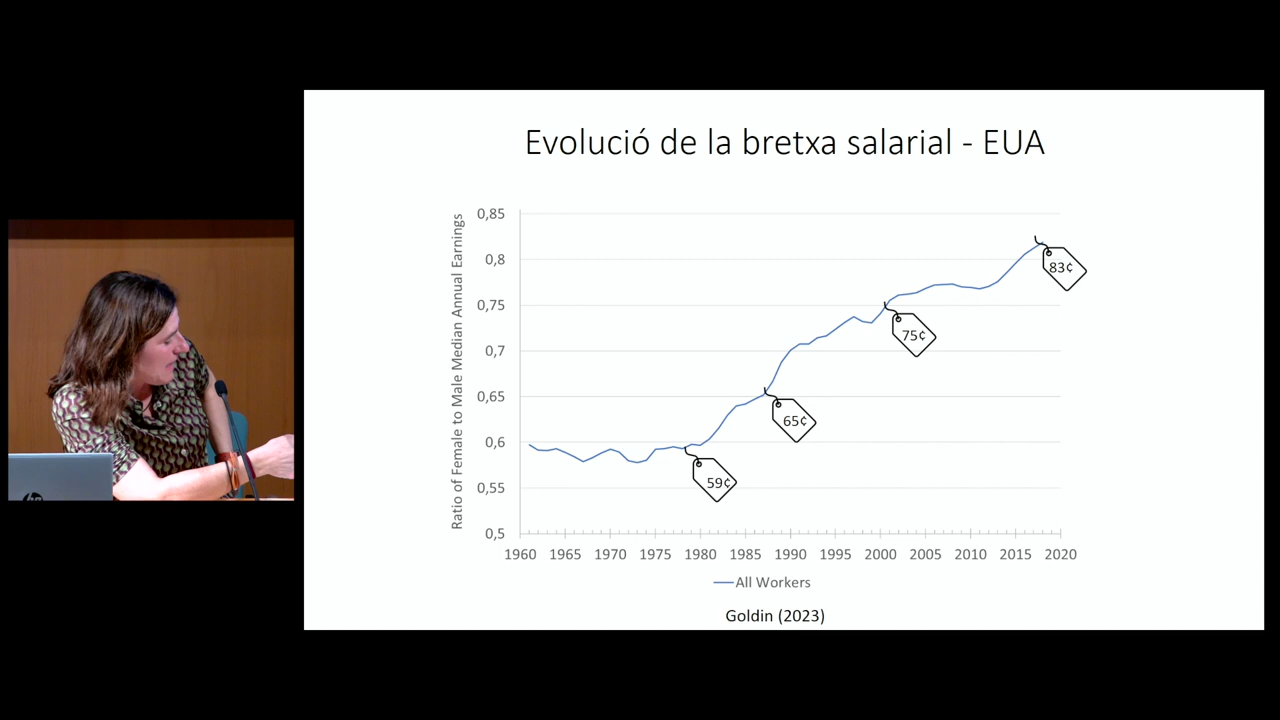 Evolució de la bretxa salarial - EUA
Ratio of Female to Male Median Annual Earnings
0,85
0,8
0,75
0,7
0,65
0,6
0,55
0,5
83¢
75¢
65¢
59¢
1960 1965 1970 1975 1980 1985 1990 1995 2000 2005 2010 2015 2020
All Workers
Goldin (2023)
hp